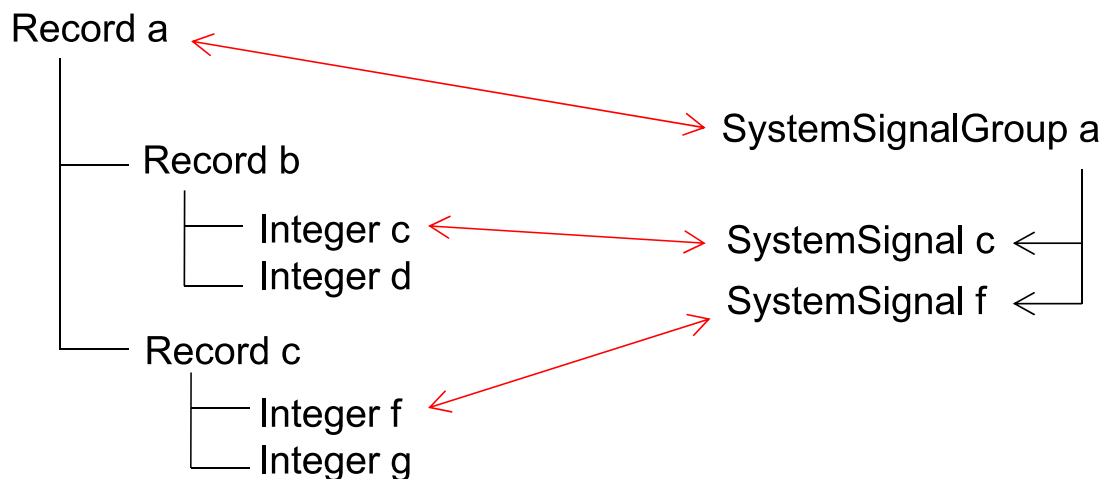 Record a
Record b
Integer c
Integer d
Record c
Integer f
Integer g
SystemSignalGroup a
SystemSignal c
SystemSignal f